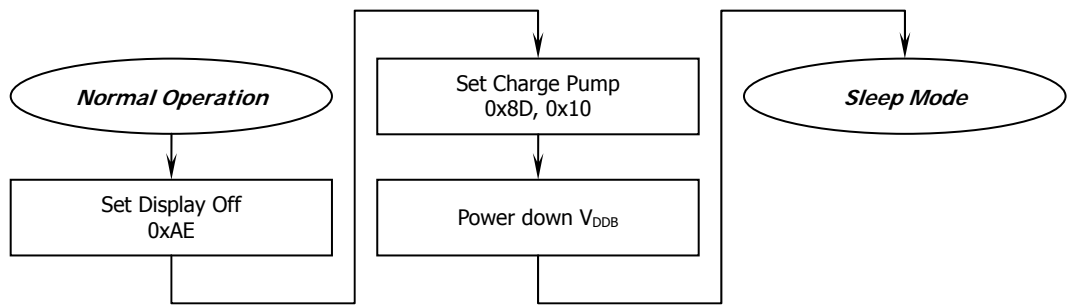 Normal Operation
Set Display Off
0xAE
Set Charge Pump
0x8D, 0x10
Power down VDDB
Sleep Mode